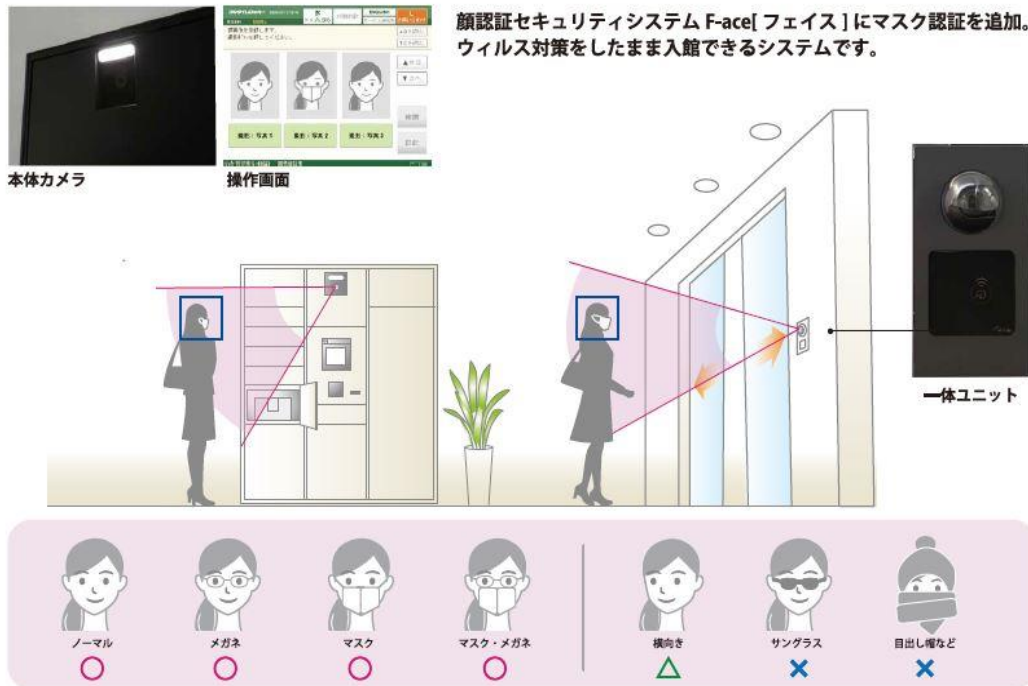 顔認証セキュリティシステム F-ace[ フェイス ] にマスク認証を追加。
ウィルス対策をしたまま入館できるシステムです。
本体カメラ
操作画面
一体ユニット
ノーマル
メガネ
マスク
マスク・メガネ
横向き
サングラス
目出し帽など